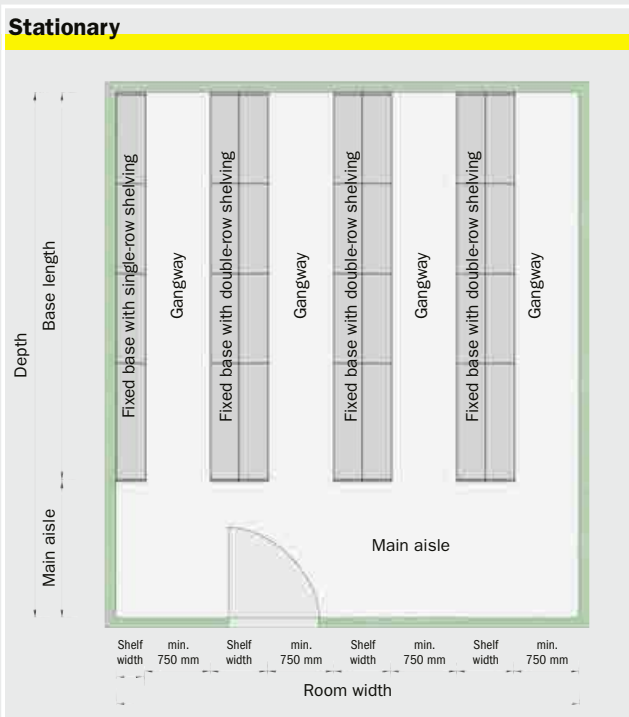 Stationary
Depth
Base length
Main aisle
Fixed base with single-row shelving
Gangway
Fixed base with double-row shelving
Gangway
Fixed base with double-row shelving
Gangway
Fixed base with double-row shelving
Gangway
Main aisle
Shelf
width
min.
750 mm
Shelf
width
min.
750 mm
Shelf
width
min.
750 mm
Shelf
width
min.
750 mm
Room width